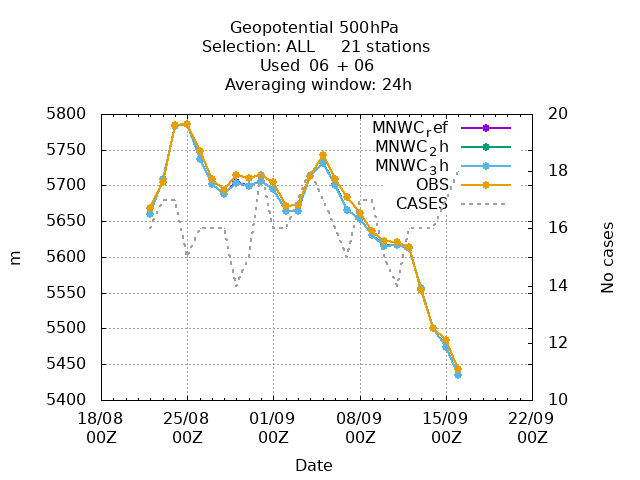 Geopotential 500hPa
Selection: ALL 21 stations
Used 06 + 06
Averaging window: 24h
5800
5750
5700
5650
5600
5550
5500
5450
5400
m
MNWC_ref
MNWC_2h
MNWC_3h
OBS
CASES
20
18
16
14
12
10
No cases
18/08 25/08 01/09 08/09 15/09 22/09
00Z 00Z 00Z 00Z 00Z 00Z
Date